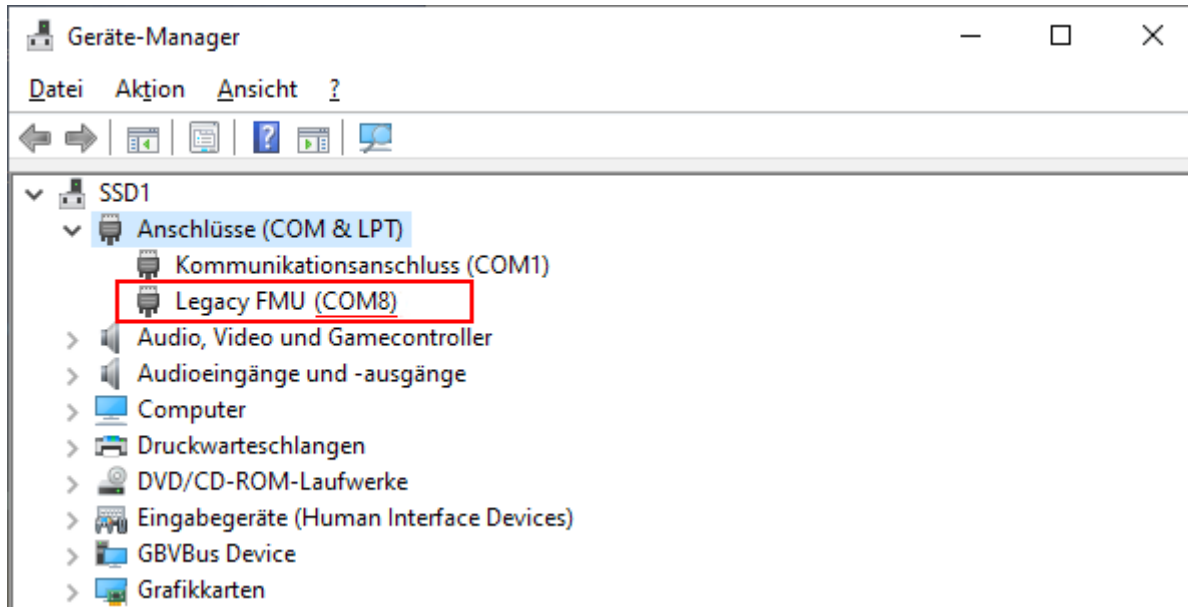 Geräte-Manager
Datei Aktion Ansicht ?
SSD1
Anschlüsse (COM & LPT)
Kommunikationsanschluss (COM1)
Legacy FMU (COM8)
Audio, Video und Gamecontroller
Audioeingänge und -ausgänge
Computer
Druckwarteschlangen
DVD/CD-ROM-Laufwerke
Eingabegeräte (Human Interface Devices)
GBVBus Device
Grafikkarten